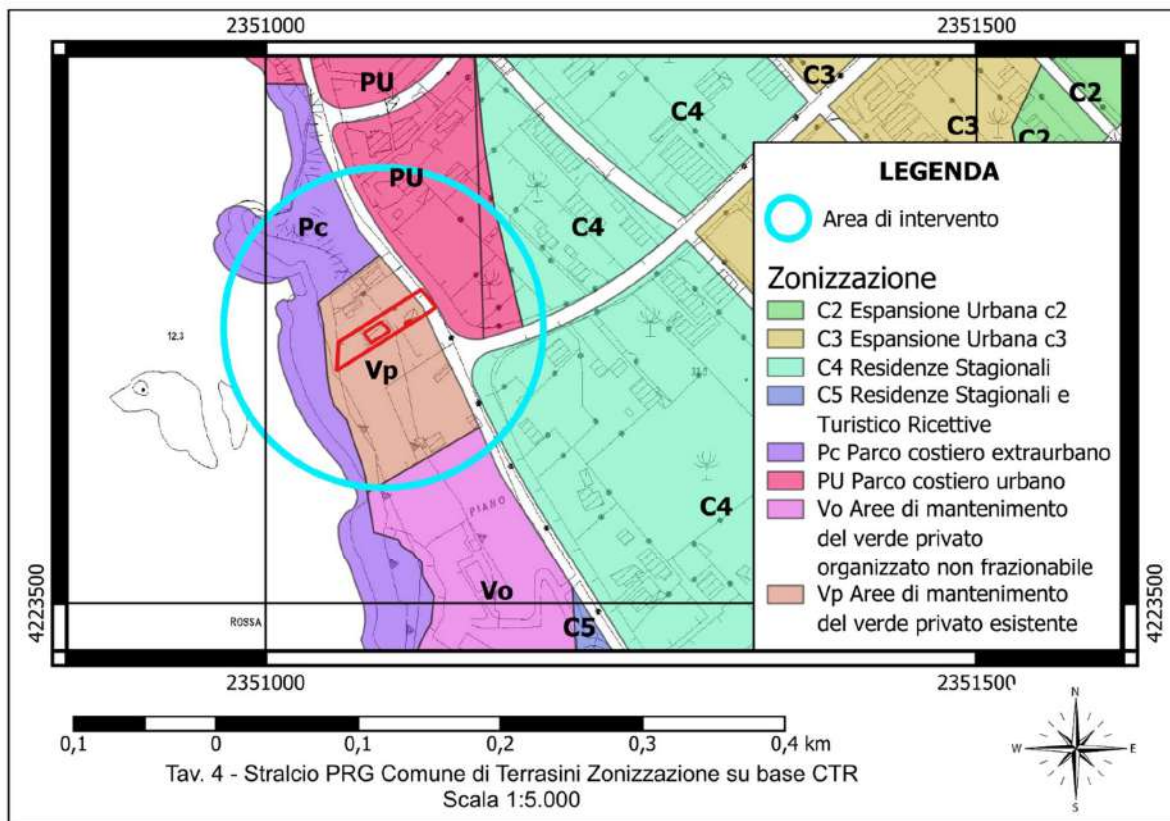 2351000
2351500
PU
C3
C2
C4
C3
C2
PU
Pc
C4
12,3
Vp
C4
PIANO
Vo
C5
ROSSA
4223500
4223500
LEGENDA
Area di intervento
Zonizzazione
C2 Espansione Urbana c2
C3 Espansione Urbana c3
C4 Residenze Stagionali
C5 Residenze Stagionali e
Turistico Ricettive
Pc Parco costiero extraurbano
PU Parco costiero urbano
Vo Aree di mantenimento
del verde privato
organizzato non frazionabile
Vp Aree di mantenimento
del verde privato esistente
2351000
2351500
0,1 0 0,1 0,2 0,3 0,4 km
Tav. 4 - Stralcio PRG Comune di Terrasini Zonizzazione su base CTR
Scala 1:5.000
N
W E
S